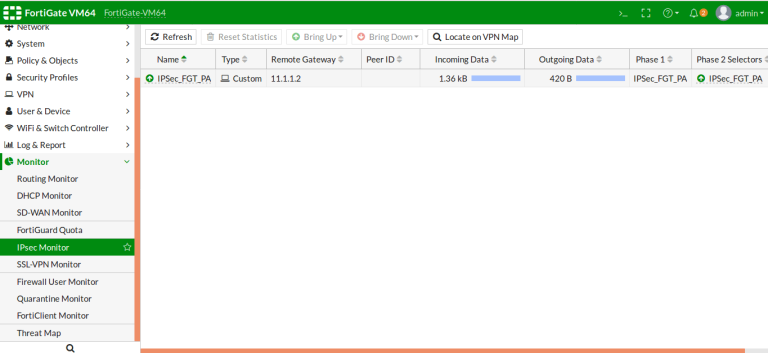 FortiGate VM64 FortiGate-VM64 >_ 2 admin
Network
System
Policy & Objects
Security Profiles
VPN
User & Device
WiFi & Switch Controller
Log & Report
Monitor
Routing Monitor
DHCP Monitor
SD-WAN Monitor
FortiGuard Quota
IPsec Monitor
SSL-VPN Monitor
Firewall User Monitor
Quarantine Monitor
FortiClient Monitor
Threat Map
Refresh Reset Statistics Bring Up Bring Down Locate on VPN Map
Name Type Remote Gateway Peer ID Incoming Data Outgoing Data Phase 1 Phase 2 Selectors
IPSec_FGT_PA Custom 11.1.1.2 1.36 kB 420 B IPSec_FGT_PA IPSec_FGT_PA